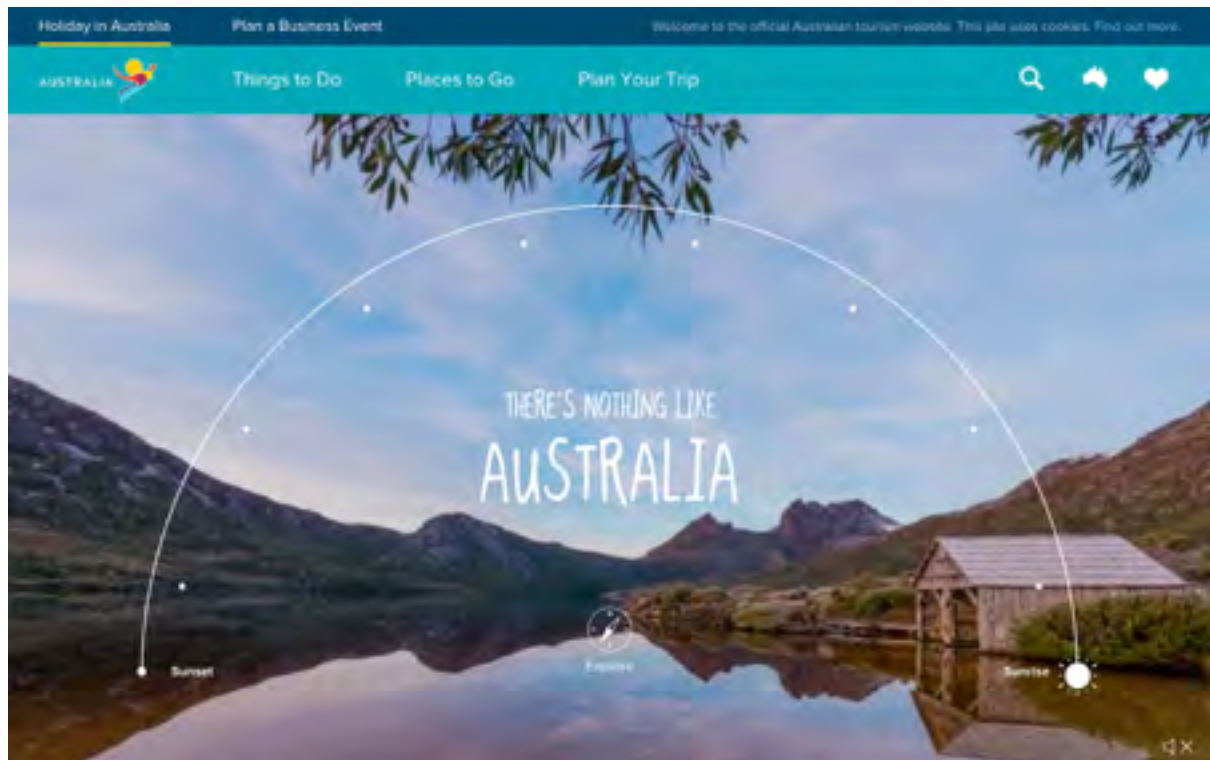 Holiday in Australia
Plan a Business Event
Welcome to the official Australian tourism website. This site uses cookies. Find out more.
AUSTRALIA
Things to Do
Places to Go
Plan Your Trip
THERE'S NOTHING LIKE
AUSTRALIA
Explore
Sunset
Sunrise